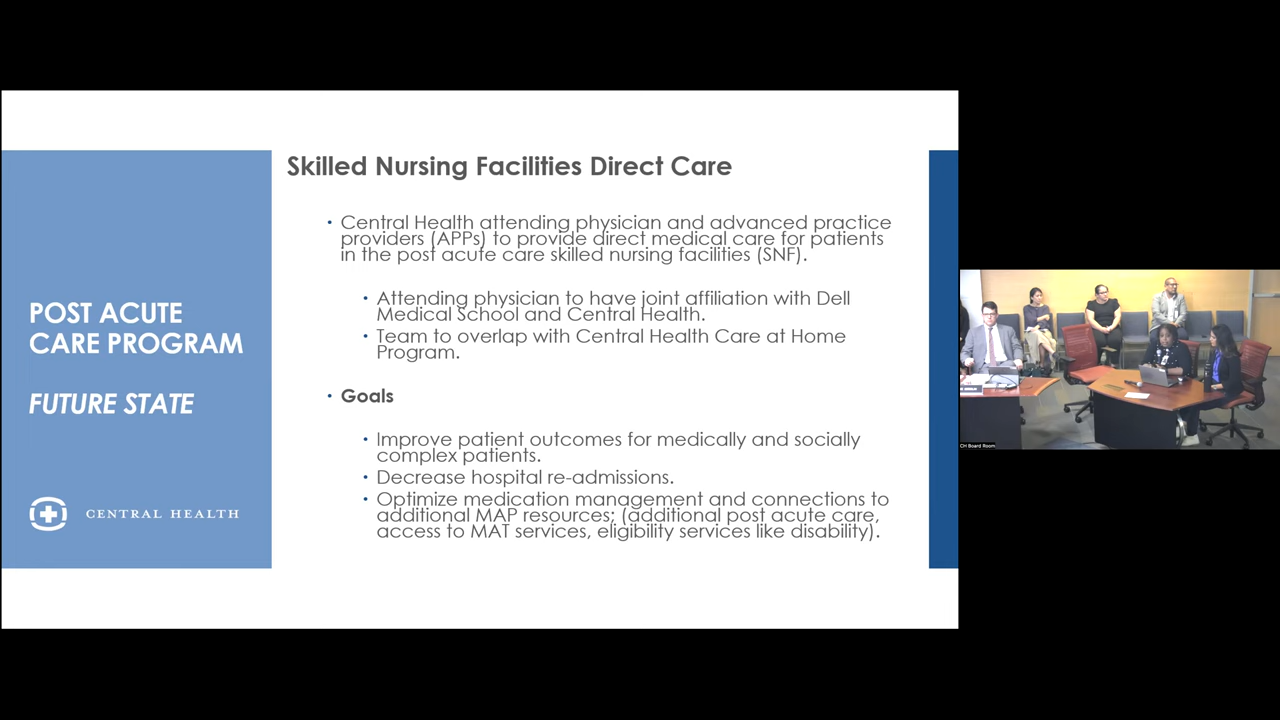 Skilled Nursing Facilities Direct Care
• Central Health attending physician and advanced practice
providers (APPs) to provide direct medical care for patients
in the post acute care skilled nursing facilities (SNF).
• Attending physician to have joint affiliation with Dell
Medical School and Central Health.
• Team to overlap with Central Health Care at Home
Program.
• Goals
• Improve patient outcomes for medically and socially
complex patients.
• Decrease hospital re-admissions.
• Optimize medication management and connections to
additional MAP resources; (additional post acute care,
access to MAT services, eligibility services like disability).
POST ACUTE
CARE PROGRAM
FUTURE STATE
CENTRAL HEALTH
CH Board Room